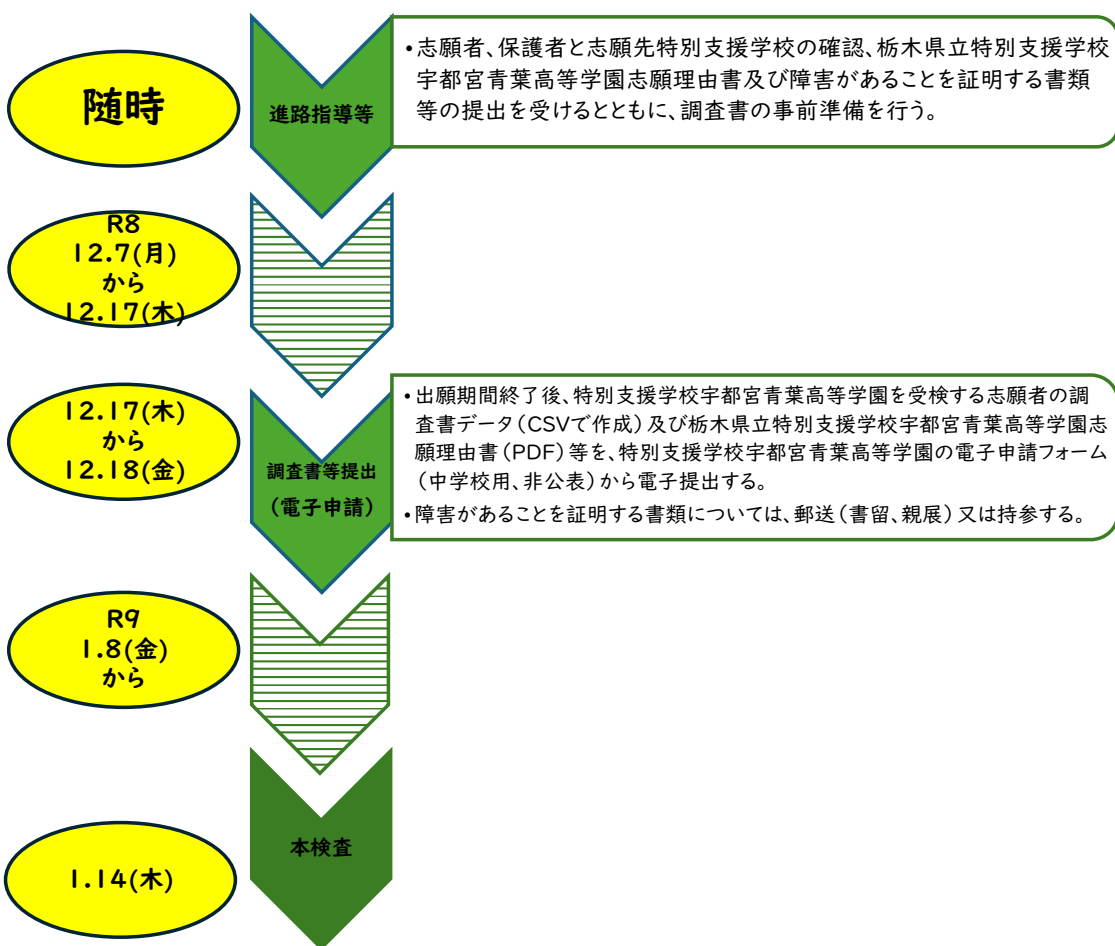 随時
進路指導等
•志願者、保護者と志願先特別支援学校の確認、栃木県立特別支援学校
宇都宮青葉高等学園志願理由書及び障害があることを証明する書類
等の提出を受けるとともに、調査書の事前準備を行う。
R8
12.7(月)
から
12.17(木)
12.17(木)
から
12.18(金)
調査書等提出
(電子申請)
•出願期間終了後、特別支援学校宇都宮青葉高等学園を受検する志願者の調
査書データ(CSVで作成)及び栃木県立特別支援学校宇都宮青葉高等学園志
願理由書(PDF)等を、特別支援学校宇都宮青葉高等学園の電子申請フォーム
(中学校用、非公表)から電子提出する。
•障害があることを証明する書類については、郵送(書留、親展)又は持参する。
R9
1.8(金)
から
本検査
1.14(木)